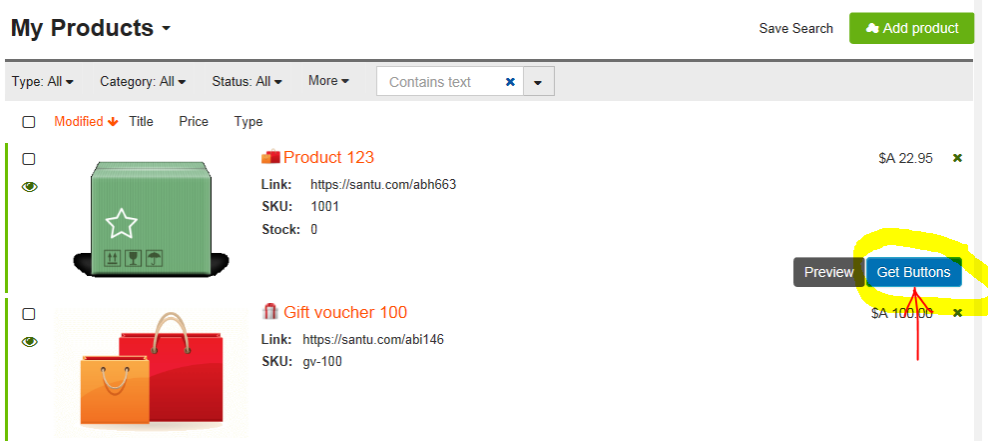 My Products
Save Search
Add product
Type: All
Category: All
Status: All
More
Contains text
Modified Title Price Type
Product 123
$A 22.95
Link: https://santu.com/abh663
SKU: 1001
Stock: 0
Preview
Get Buttons
Gift voucher 100
$A 100.00
Link: https://santu.com/abi146
SKU: gv-100